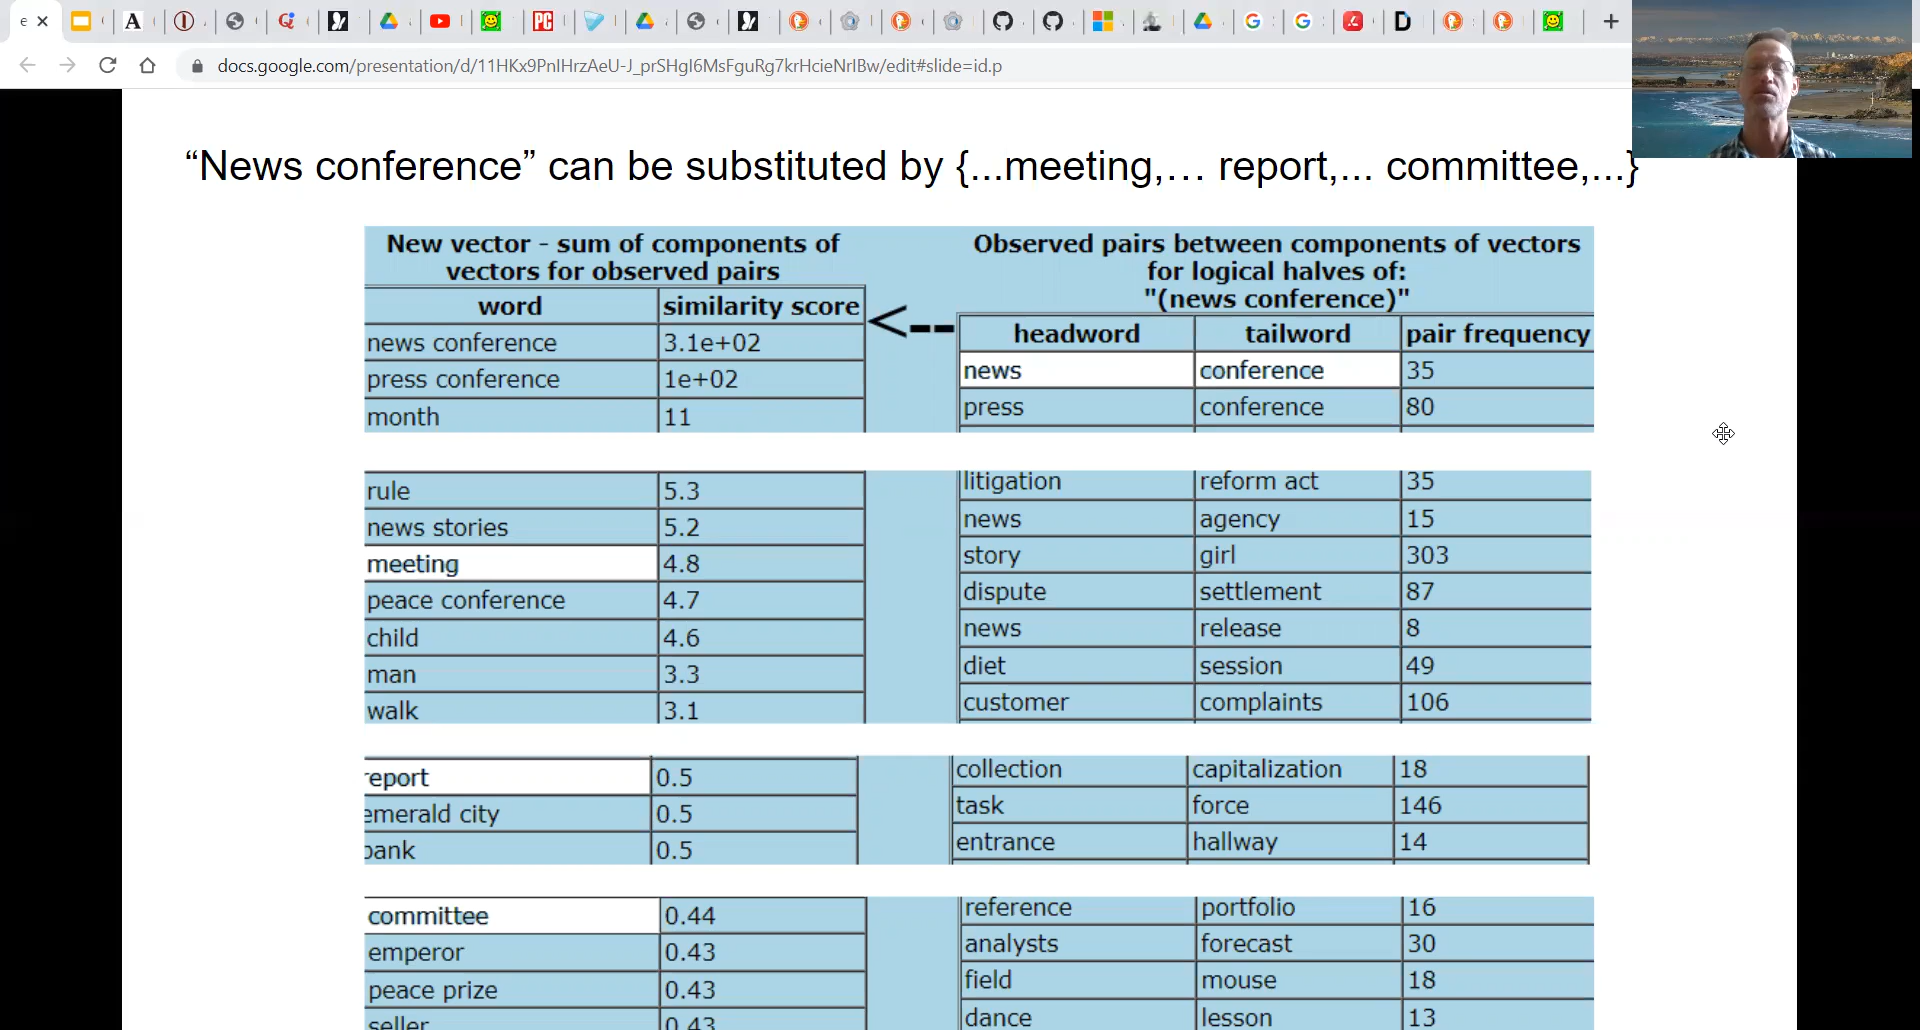 docs.google.com/presentation/d/11HKx9PnIHrzAeU-J_prSHgI6MsFguRg7krHcieNrIBw/edit#slide=id.p
“News conference” can be substituted by {...meeting,… report,... committee,...}
New vector - sum of components of
vectors for observed pairs
word similarity score
news conference 3.1e+02
press conference 1e+02
month 11
<--
Observed pairs between components of vectors
for logical halves of:
"(news conference)"
headword tailword pair frequency
news conference 35
press conference 80
rule 5.3
news stories 5.2
meeting 4.8
peace conference 4.7
child 4.6
man 3.3
walk 3.1
litigation reform act 35
news agency 15
story girl 303
dispute settlement 87
news release 8
diet session 49
customer complaints 106
report 0.5
emerald city 0.5
bank 0.5
collection capitalization 18
task force 146
entrance hallway 14
committee 0.44
emperor 0.43
peace prize 0.43
seller 0.43
reference portfolio 16
analysts forecast 30
field mouse 18
dance lesson 13